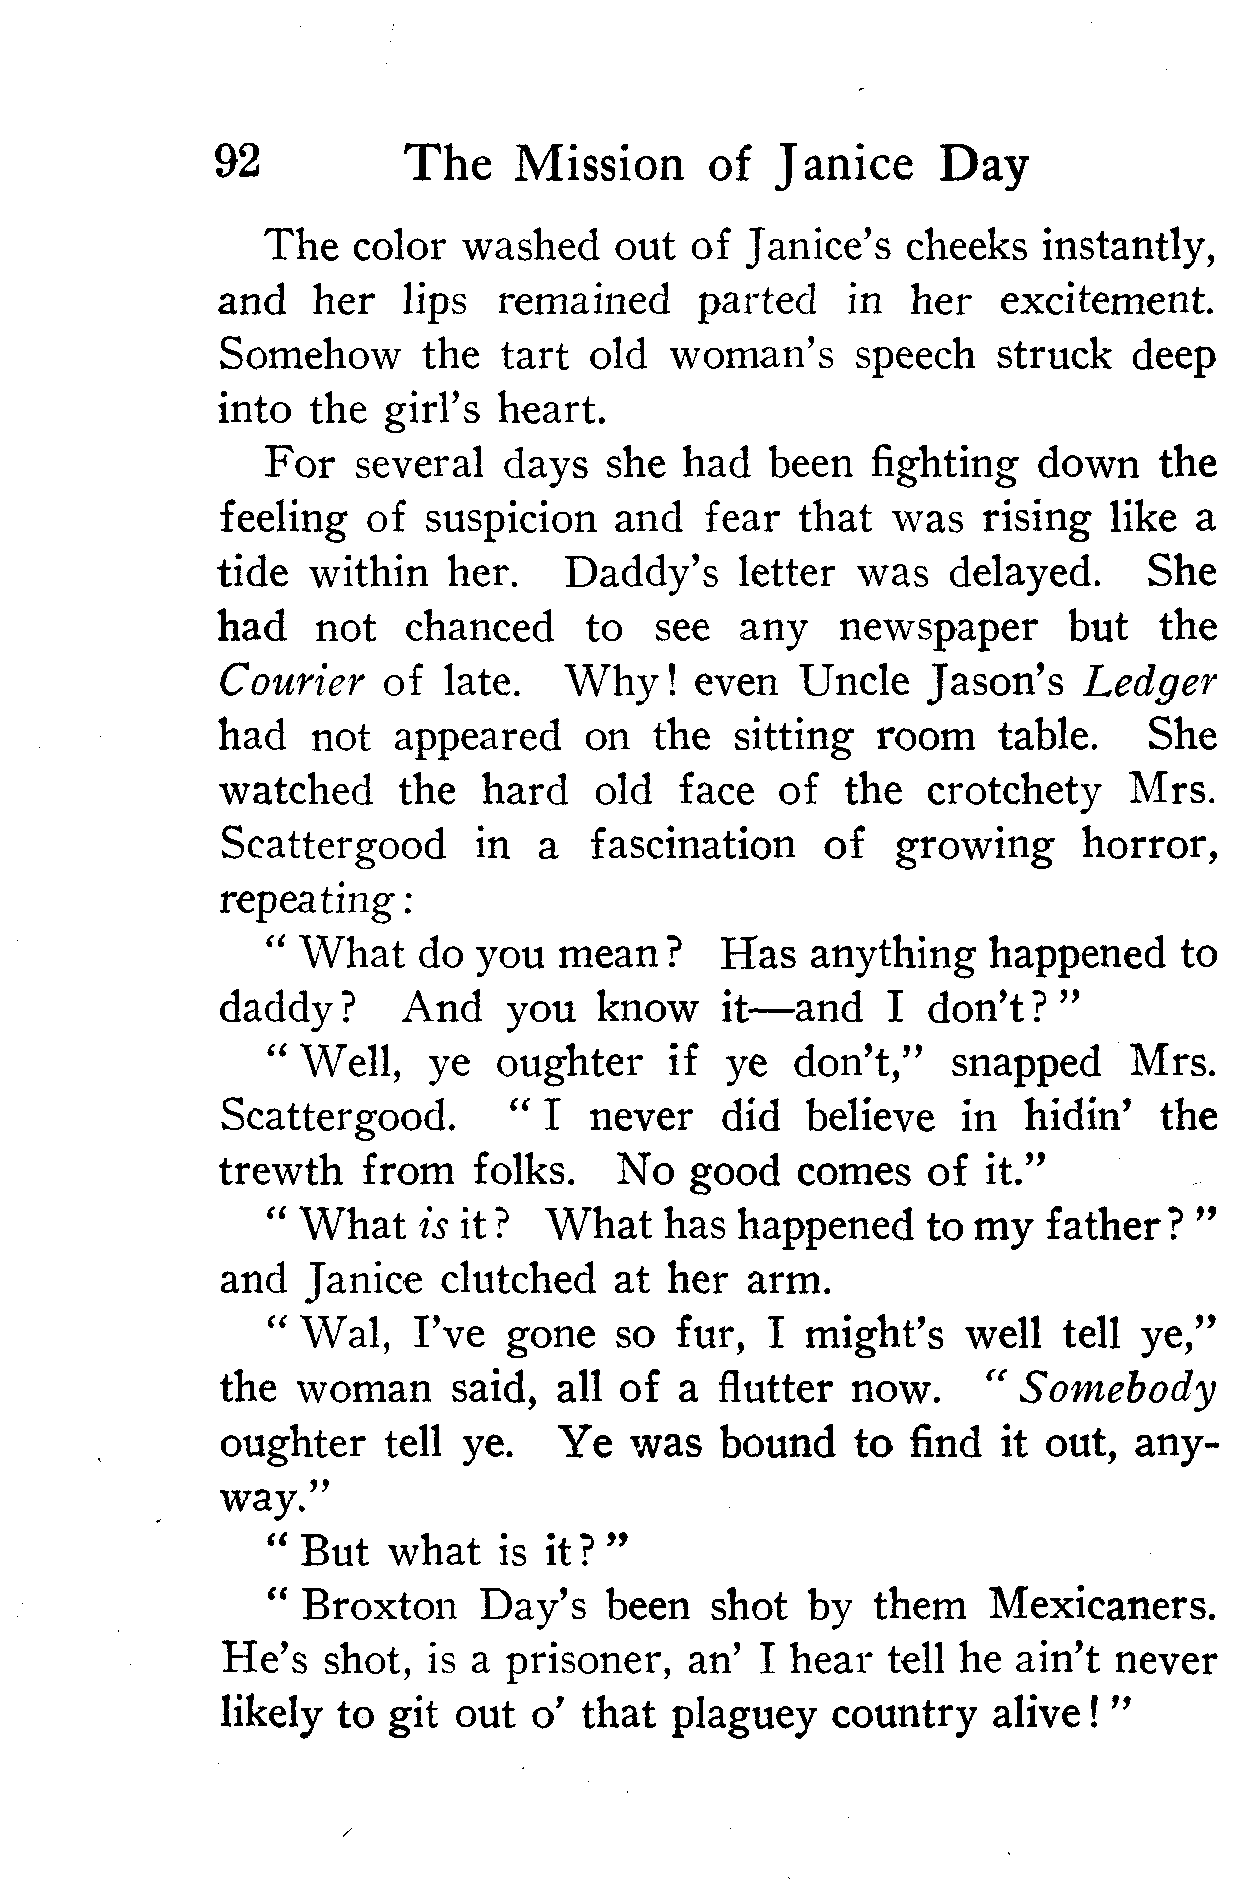 92 The Mission of Janice Day
The color washed out of Janice's cheeks instantly,
and her lips remained parted in her excitement.
Somehow the tart old woman's speech struck deep
into the girl's heart.
For several days she had been fighting down the
feeling of suspicion and fear that was rising like a
tide within her. Daddy's letter was delayed. She
had not chanced to see any newspaper but the
Courier of late. Why! even Uncle Jason's Ledger
had not appeared on the sitting room table. She
watched the hard old face of the crotchety Mrs.
Scattergood in a fascination of growing horror,
repeating:
" What do you mean? Has anything happened to
daddy? And you know it—and I don't? "
" Well, ye oughter if ye don't," snapped Mrs.
Scattergood. " I never did believe in hidin' the
trewth from folks. No good comes of it."
" What is it? What has happened to my father? "
and Janice clutched at her arm.
" Wal, I've gone so fur, I might's well tell ye,"
the woman said, all of a flutter now. " Somebody
oughter tell ye. Ye was bound to find it out, any-
way."
" But what is it? "
" Broxton Day's been shot by them Mexicaners.
He's shot, is a prisoner, an' I hear tell he ain't never
likely to git out o' that plaguey country alive! "